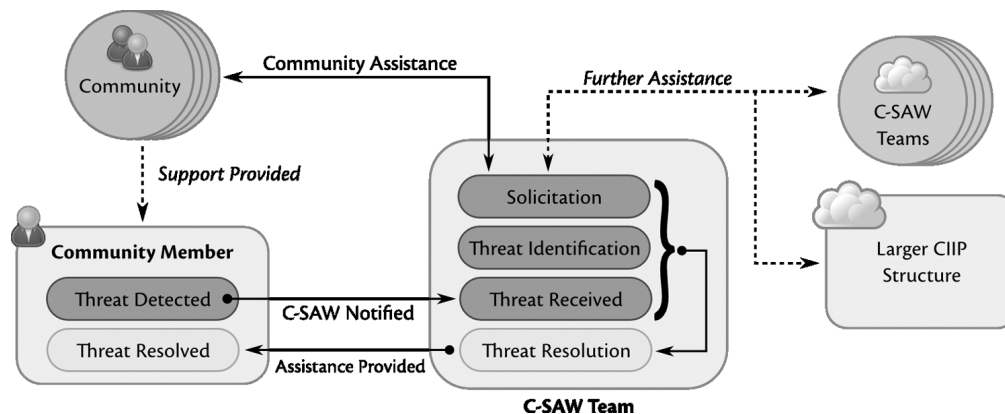 Community
Community Assistance
Further Assistance
C-SAW
Teams
Support Provided
Community Member
Threat Detected
Threat Resolved
C-SAW Notified
Assistance Provided
Solicitation
Threat Identification
Threat Received
Threat Resolution
C-SAW Team
Larger CIIP
Structure